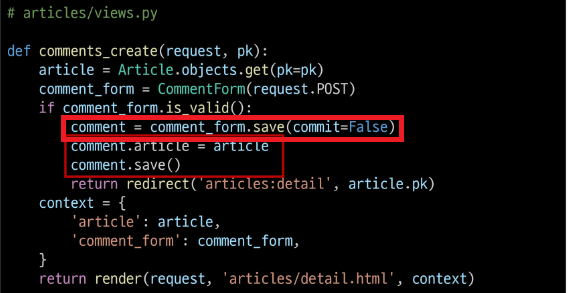 # articles/views.py
def comments_create(request, pk):
    article = Article.objects.get(pk=pk)
    comment_form = CommentForm(request.POST)
    if comment_form.is_valid():
        comment = comment_form.save(commit=False)
        comment.article = article
        comment.save()
        return redirect('articles:detail', article.pk)
    context = {
        'article': article,
        'comment_form': comment_form,
    }
    return render(request, 'articles/detail.html', context)